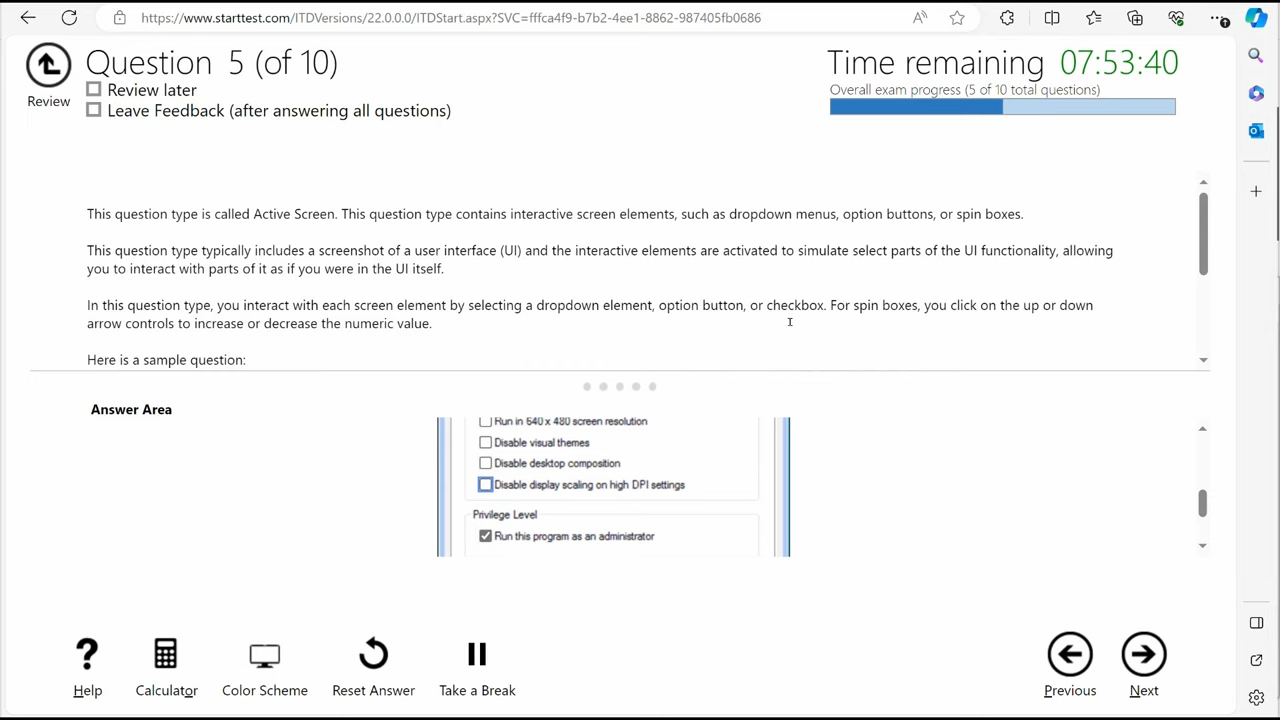 https://www.starttest.com/ITDVersions/22.0.0.0/ITDStart.aspx?SVC=fffca4f9-b7b2-4ee1-8862-987405fb0686
Question 5 (of 10)
Review
Review later
Leave Feedback (after answering all questions)
Time remaining 07:53:40
Overall exam progress (5 of 10 total questions)
This question type is called Active Screen. This question type contains interactive screen elements, such as dropdown menus, option buttons, or spin boxes.
This question type typically includes a screenshot of a user interface (UI) and the interactive elements are activated to simulate select parts of the UI functionality, allowing
you to interact with parts of it as if you were in the UI itself.
In this question type, you interact with each screen element by selecting a dropdown element, option button, or checkbox. For spin boxes, you click on the up or down
arrow controls to increase or decrease the numeric value.
Here is a sample question:
Answer Area
Run in 640 x 480 screen resolution
Disable visual themes
Disable desktop composition
Disable display scaling on high DPI settings
Privilege Level
Run this program as an administrator
Help
Calculator
Color Scheme
Reset Answer
Take a Break
Previous
Next